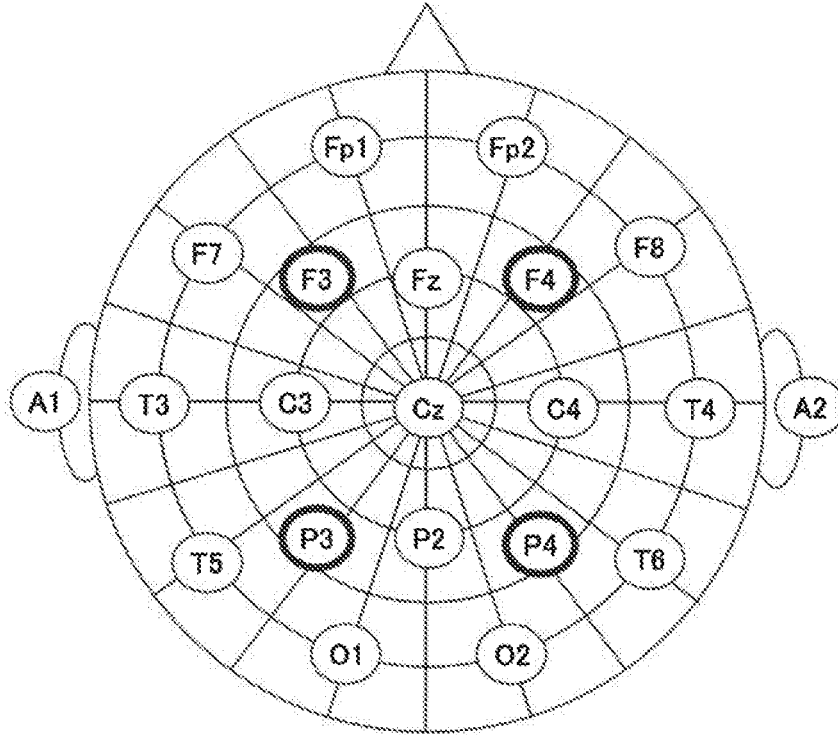 Fp1 Fp2
F7 F3 Fz F4 F8
A1 T3 C3 Cz C4 T4 A2
T5 P3 P2 P4 T6
O1 O2